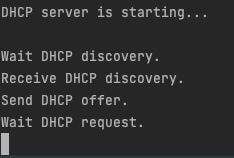 DHCP server is starting...
Wait DHCP discovery.
Receive DHCP discovery.
Send DHCP offer.
Wait DHCP request.